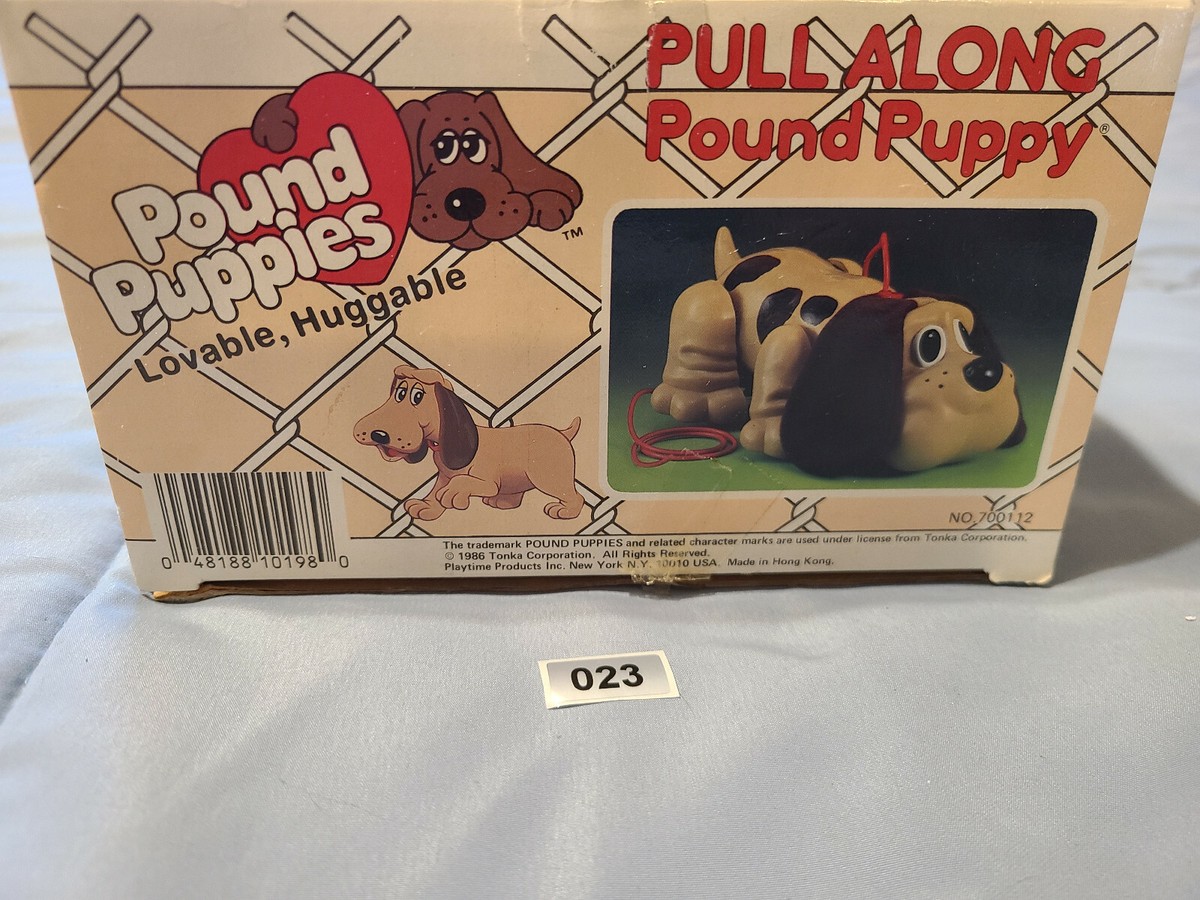 PULL ALONG
Pound Puppy®
Pound
Puppies
TM
Lovable, Huggable
NO.700112
0 48188 10198 0
The trademark POUND PUPPIES and related character marks are used under license from Tonka Corporation.
© 1986 Tonka Corporation. All Rights Reserved.
Playtime Products Inc. New York N.Y. 10010 USA. Made in Hong Kong.
023